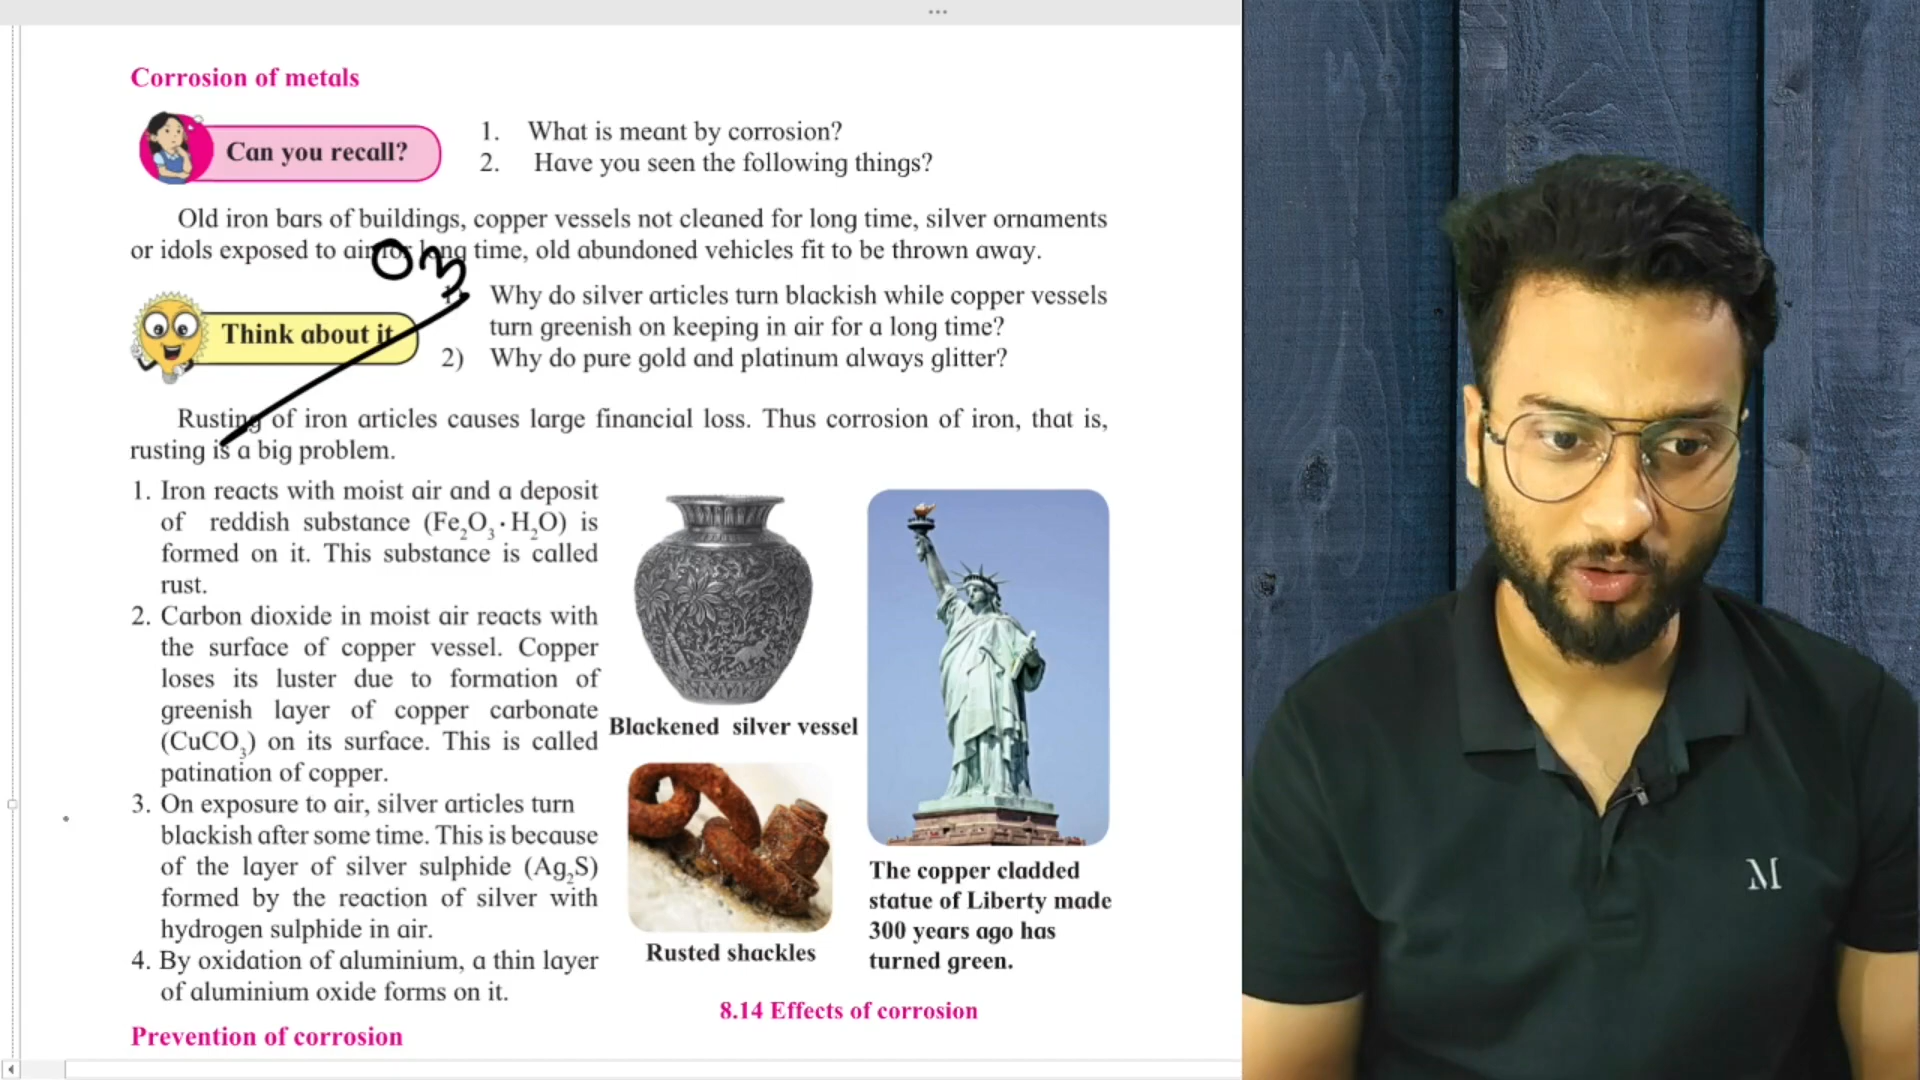 Corrosion of metals
Can you recall?
1. What is meant by corrosion?
2. Have you seen the following things?
Old iron bars of buildings, copper vessels not cleaned for long time, silver ornaments
or idols exposed to air for long time, old abundoned vehicles fit to be thrown away.
03
Think about it
1) Why do silver articles turn blackish while copper vessels
turn greenish on keeping in air for a long time?
2) Why do pure gold and platinum always glitter?
Rusting of iron articles causes large financial loss. Thus corrosion of iron, that is,
rusting is a big problem.
1. Iron reacts with moist air and a deposit
of reddish substance (Fe₂O₃·H₂O) is
formed on it. This substance is called
rust.
2. Carbon dioxide in moist air reacts with
the surface of copper vessel. Copper
loses its luster due to formation of
greenish layer of copper carbonate
(CuCO₃) on its surface. This is called
patination of copper.
3. On exposure to air, silver articles turn
blackish after some time. This is because
of the layer of silver sulphide (Ag₂S)
formed by the reaction of silver with
hydrogen sulphide in air.
4. By oxidation of aluminium, a thin layer
of aluminium oxide forms on it.
Blackened silver vessel
Rusted shackles
The copper cladded
statue of Liberty made
300 years ago has
turned green.
8.14 Effects of corrosion
Prevention of corrosion
M